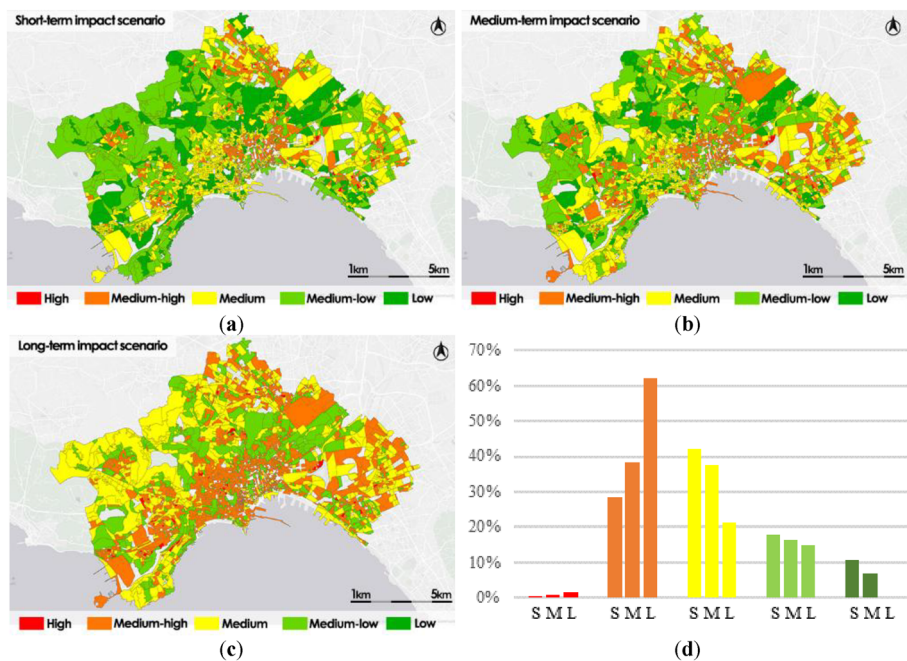 Short-term impact scenario
1km 5km
High Medium-high Medium Medium-low Low
(a)
Medium-term impact scenario
1km 5km
High Medium-high Medium Medium-low Low
(b)
Long-term impact scenario
1km 5km
High Medium-high Medium Medium-low Low
(c)
70%
60%
50%
40%
30%
20%
10%
0%
S M L S M L S M L S M L S M L
(d)